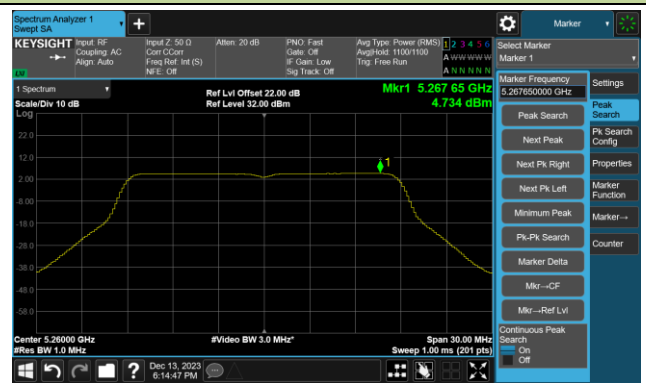 Spectrum Analyzer 1
Swept SA
Marker
KEYSIGHT
Input: RF
Coupling: AC
Align: Auto
Input Z: 50 Ω
Corr CCorr
Freq Ref: Int (S)
NFE: Off
Atten: 20 dB
PNO: Fast
Gate: Off
IF Gain: Low
Sig Track: Off
Avg Type: Power (RMS)
Avg|Hold: 1100/1100
Trig: Free Run
1 2 3 4 5 6
A W W W W W
A N N N N N
Select Marker
Marker 1
1 Spectrum
Scale/Div 10 dB
Log
Ref Lvl Offset 22.00 dB
Ref Level 32.00 dBm
Mkr1 5.267 65 GHz
4.734 dBm
22.0
12.0
2.00
-8.00
-18.0
-28.0
-38.0
-48.0
-58.0
1
Center 5.26000 GHz
#Res BW 1.0 MHz
#Video BW 3.0 MHz*
Span 30.00 MHz
Sweep 1.00 ms (201 pts)
Marker Frequency
5.267650000 GHz
Peak Search
Next Peak
Next Pk Right
Next Pk Left
Minimum Peak
Pk-Pk Search
Marker Delta
Mkr→CF
Mkr→Ref Lvl
Continuous Peak
Search
On
Off
Settings
Peak
Search
Pk Search
Config
Properties
Marker
Function
Marker→
Counter
Dec 13, 2023
6:14:47 PM